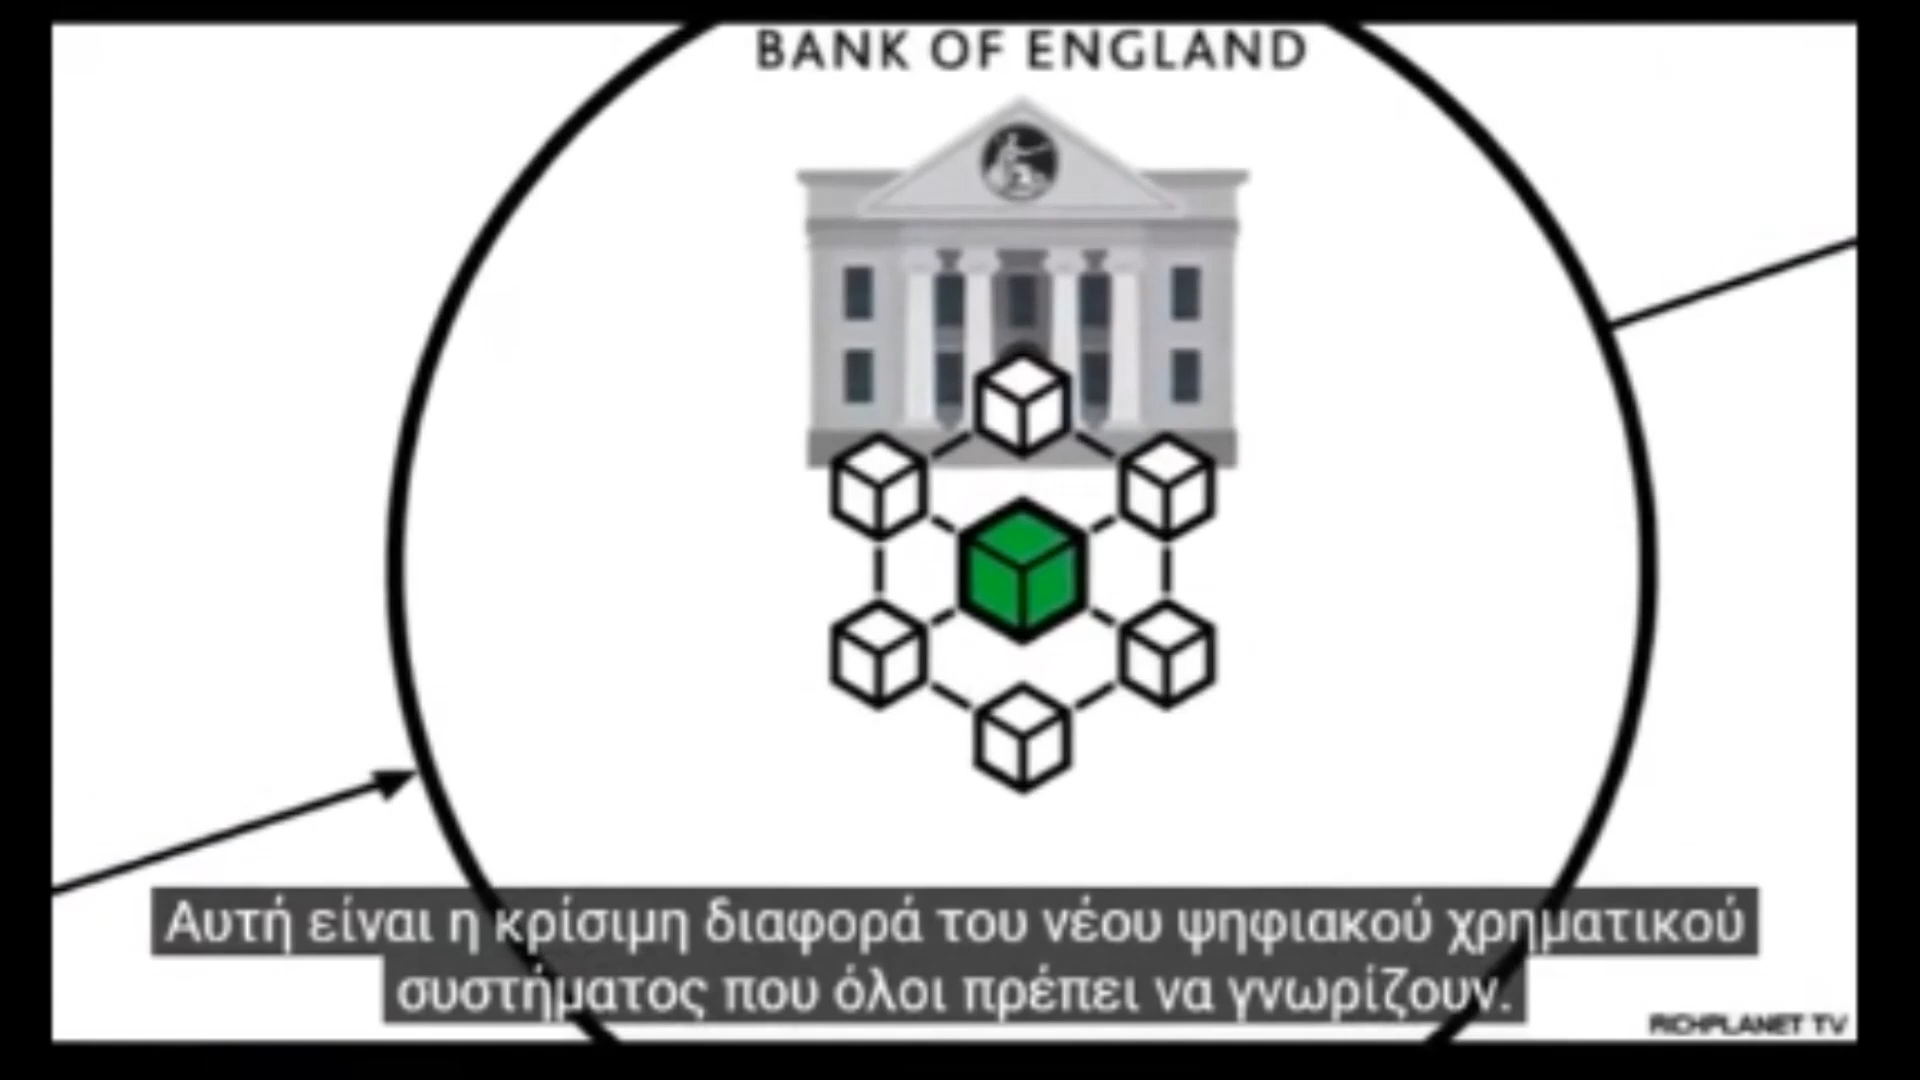 BANK OF ENGLAND
Αυτή είναι η κρίσιμη διαφορά του νέου ψηφιακού χρηματικού
συστήματος που όλοι πρέπει να γνωρίζουν.
RICHPLANET TV